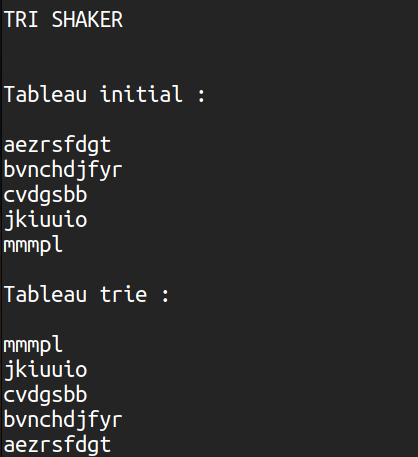 TRI SHAKER
Tableau initial :
aezrsfdgt
bvnchdjfyr
cvdgsbb
jkiuuio
mmmpl
Tableau trie :
mmmpl
jkiuuio
cvdgsbb
bvnchdjfyr
aezrsfdgt